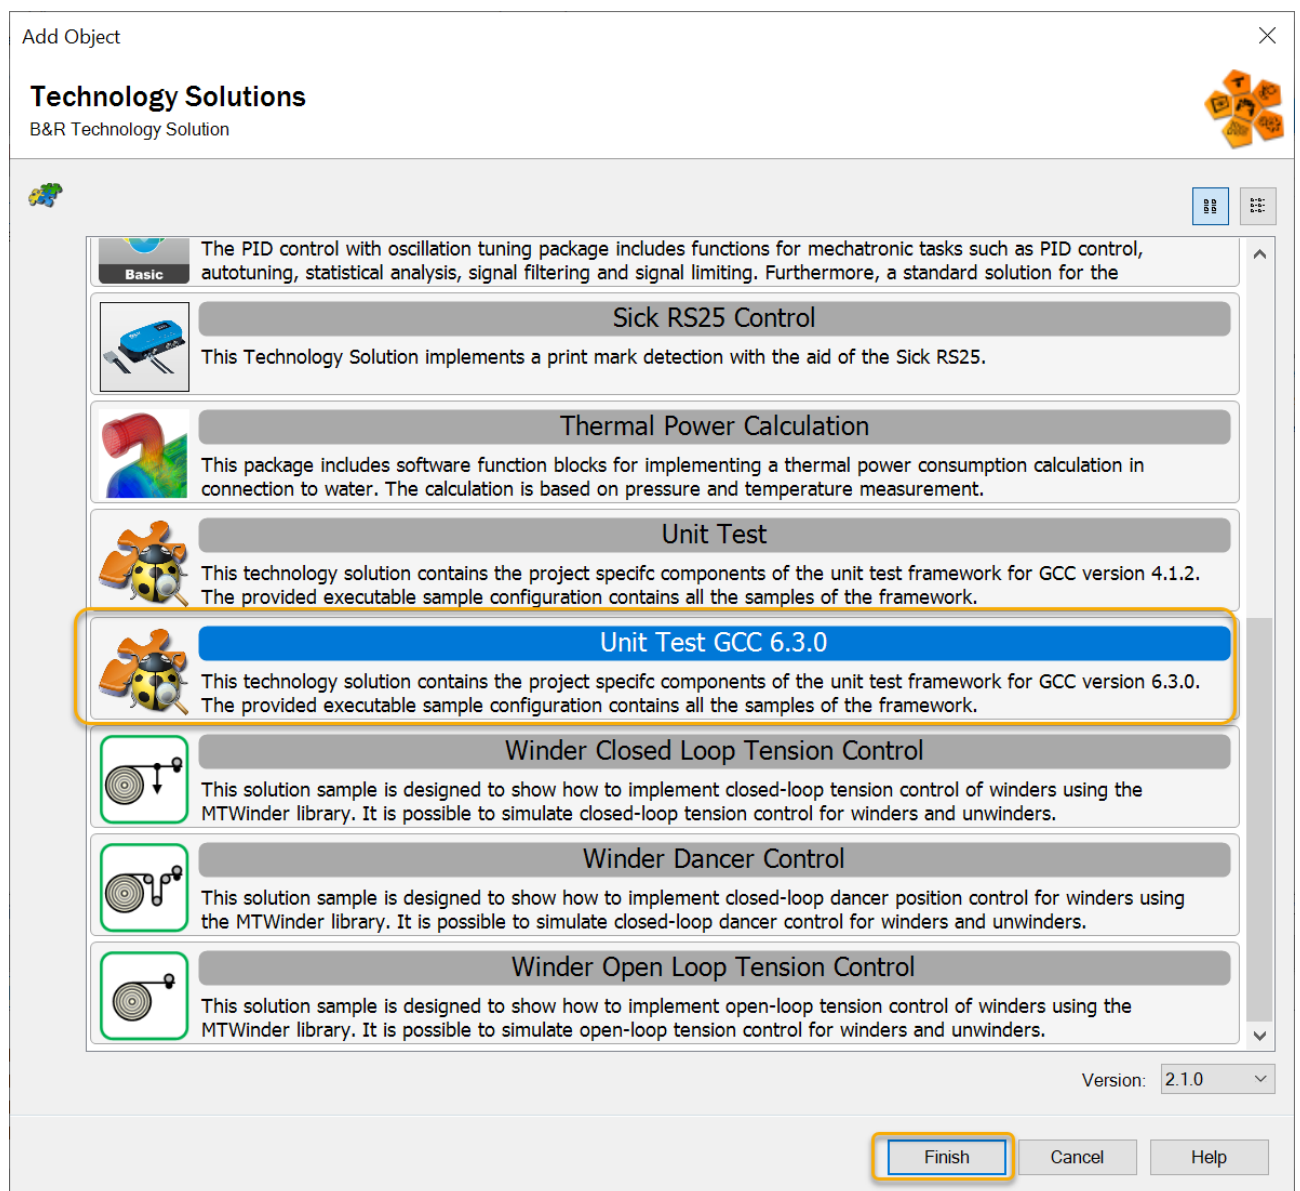 Add Object
Technology Solutions
B&R Technology Solution
The PID control with oscillation tuning package includes functions for mechatronic tasks such as PID control,
autotuning, statistical analysis, signal filtering and signal limiting. Furthermore, a standard solution for the
Basic
Sick RS25 Control
This Technology Solution implements a print mark detection with the aid of the Sick RS25.
Thermal Power Calculation
This package includes software function blocks for implementing a thermal power consumption calculation in
connection to water. The calculation is based on pressure and temperature measurement.
Unit Test
This technology solution contains the project specifc components of the unit test framework for GCC version 4.1.2.
The provided executable sample configuration contains all the samples of the framework.
Unit Test GCC 6.3.0
This technology solution contains the project specifc components of the unit test framework for GCC version 6.3.0.
The provided executable sample configuration contains all the samples of the framework.
Winder Closed Loop Tension Control
This solution sample is designed to show how to implement closed-loop tension control of winders using the
MTWinder library. It is possible to simulate closed-loop tension control for winders and unwinders.
Winder Dancer Control
This solution sample is designed to show how to implement closed-loop dancer position control for winders using
the MTWinder library. It is possible to simulate closed-loop dancer control for winders and unwinders.
Winder Open Loop Tension Control
This solution sample is designed to show how to implement open-loop tension control of winders using the
MTWinder library. It is possible to simulate open-loop tension control for winders and unwinders.
Version: 2.1.0
Finish Cancel Help